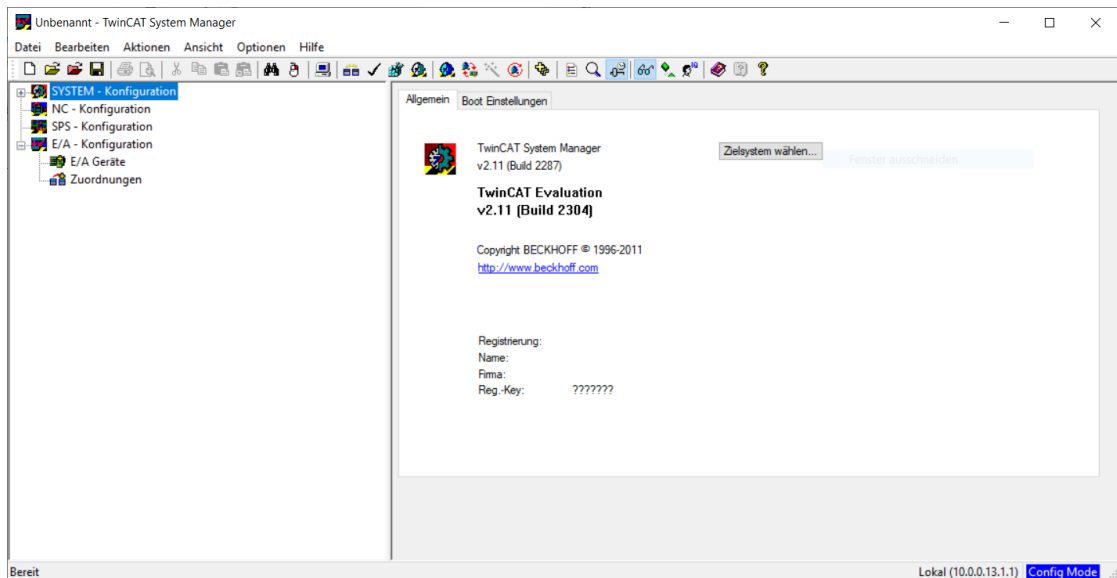 Unbenannt - TwinCAT System Manager
Datei Bearbeiten Aktionen Ansicht Optionen Hilfe
SYSTEM - Konfiguration
NC - Konfiguration
SPS - Konfiguration
E/A - Konfiguration
E/A Geräte
Zuordnungen
Allgemein Boot Einstellungen
TwinCAT System Manager
v2.11 (Build 2287)
Zielsystem wählen...
Fenster ausschneiden
TwinCAT Evaluation
v2.11 (Build 2304)
Copyright BECKHOFF © 1996-2011
http://www.beckhoff.com
Registrierung:
Name:
Firma:
Reg.-Key: ???????
Bereit
Lokal (10.0.0.13.1.1) Config Mode